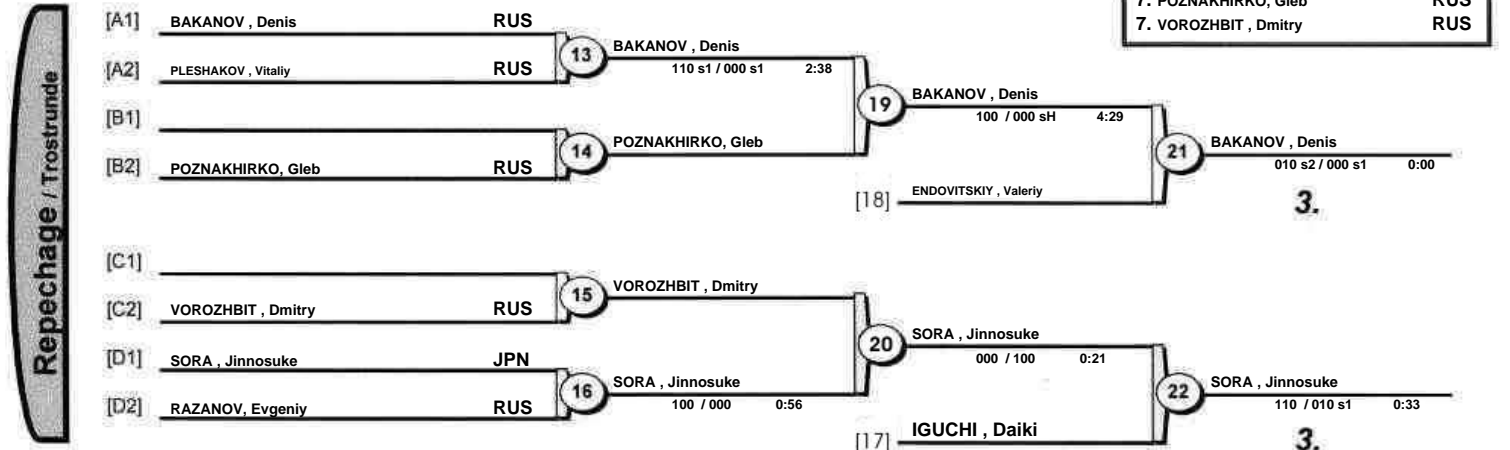 7. POZNAKHIRKO, Gleb RUS
7. VOROZHBIT , Dmitry RUS
Repechage / Trostrunde
[A1] BAKANOV , Denis RUS
13 BAKANOV , Denis
110 s1 / 000 s1 2:38
[A2] PLESHAKOV , Vitaliy RUS
19 BAKANOV , Denis
100 / 000 sH 4:29
[B1]
14 POZNAKHIRKO, Gleb
[B2] POZNAKHIRKO, Gleb RUS
21 BAKANOV , Denis
010 s2 / 000 s1 0:00
[18] ENDOVITSKIY , Valeriy
3.
[C1]
15 VOROZHBIT , Dmitry
[C2] VOROZHBIT , Dmitry RUS
20 SORA , Jinnosuke
000 / 100 0:21
[D1] SORA , Jinnosuke JPN
16 SORA , Jinnosuke
100 / 000 0:56
[D2] RAZANOV, Evgeniy RUS
22 SORA , Jinnosuke
110 / 010 s1 0:33
[17] IGUCHI , Daiki
3.